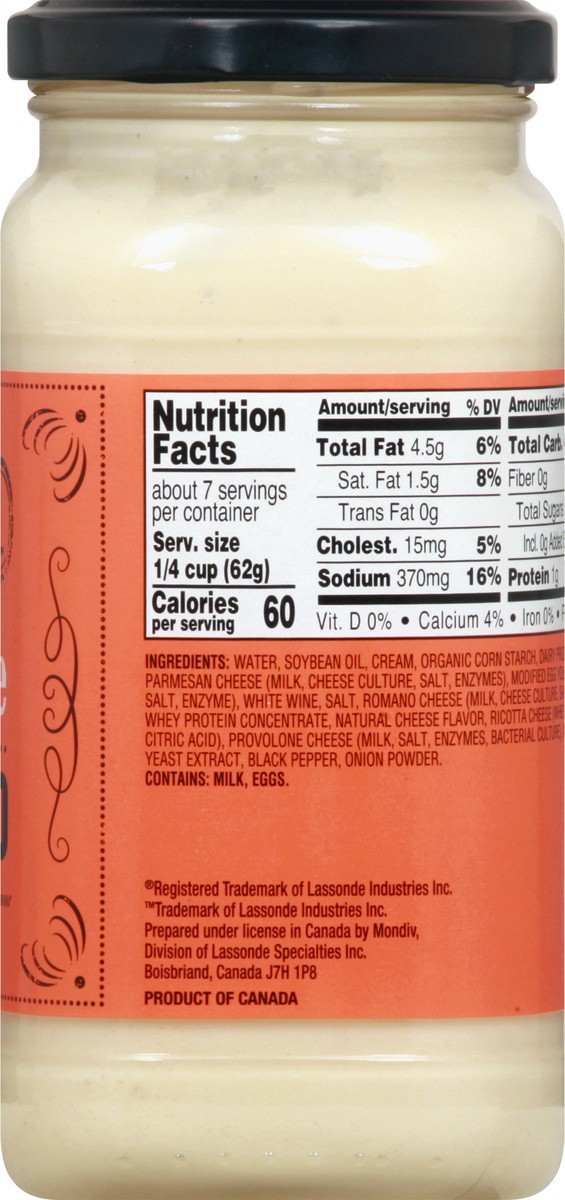 Nutrition
Facts
about 7 servings
per container
Serv. size
1/4 cup (62g)
Calories 60
per serving
Amount/serving % DV
Total Fat 4.5g 6%
Sat. Fat 1.5g 8%
Trans Fat 0g
Cholest. 15mg 5%
Sodium 370mg 16%
Amount/servi
Total Carb.
Fiber 0g
Total Sugars
Incl. 0g Added
Protein 1g
Vit. D 0% • Calcium 4% • Iron 0% •
INGREDIENTS: WATER, SOYBEAN OIL, CREAM, ORGANIC CORN STARCH, DAIRY
PARMESAN CHEESE (MILK, CHEESE CULTURE, SALT, ENZYMES), MODIFIED EGG
SALT, ENZYME), WHITE WINE, SALT, ROMANO CHEESE (MILK, CHEESE CULTURE,
WHEY PROTEIN CONCENTRATE, NATURAL CHEESE FLAVOR, RICOTTA CHEESE
CITRIC ACID), PROVOLONE CHEESE (MILK, SALT, ENZYMES, BACTERIAL CULTURE),
YEAST EXTRACT, BLACK PEPPER, ONION POWDER.
CONTAINS: MILK, EGGS.
®Registered Trademark of Lassonde Industries Inc.
™Trademark of Lassonde Industries Inc.
Prepared under license in Canada by Mondiv,
Division of Lassonde Specialties Inc.
Boisbriand, Canada J7H 1P8
PRODUCT OF CANADA